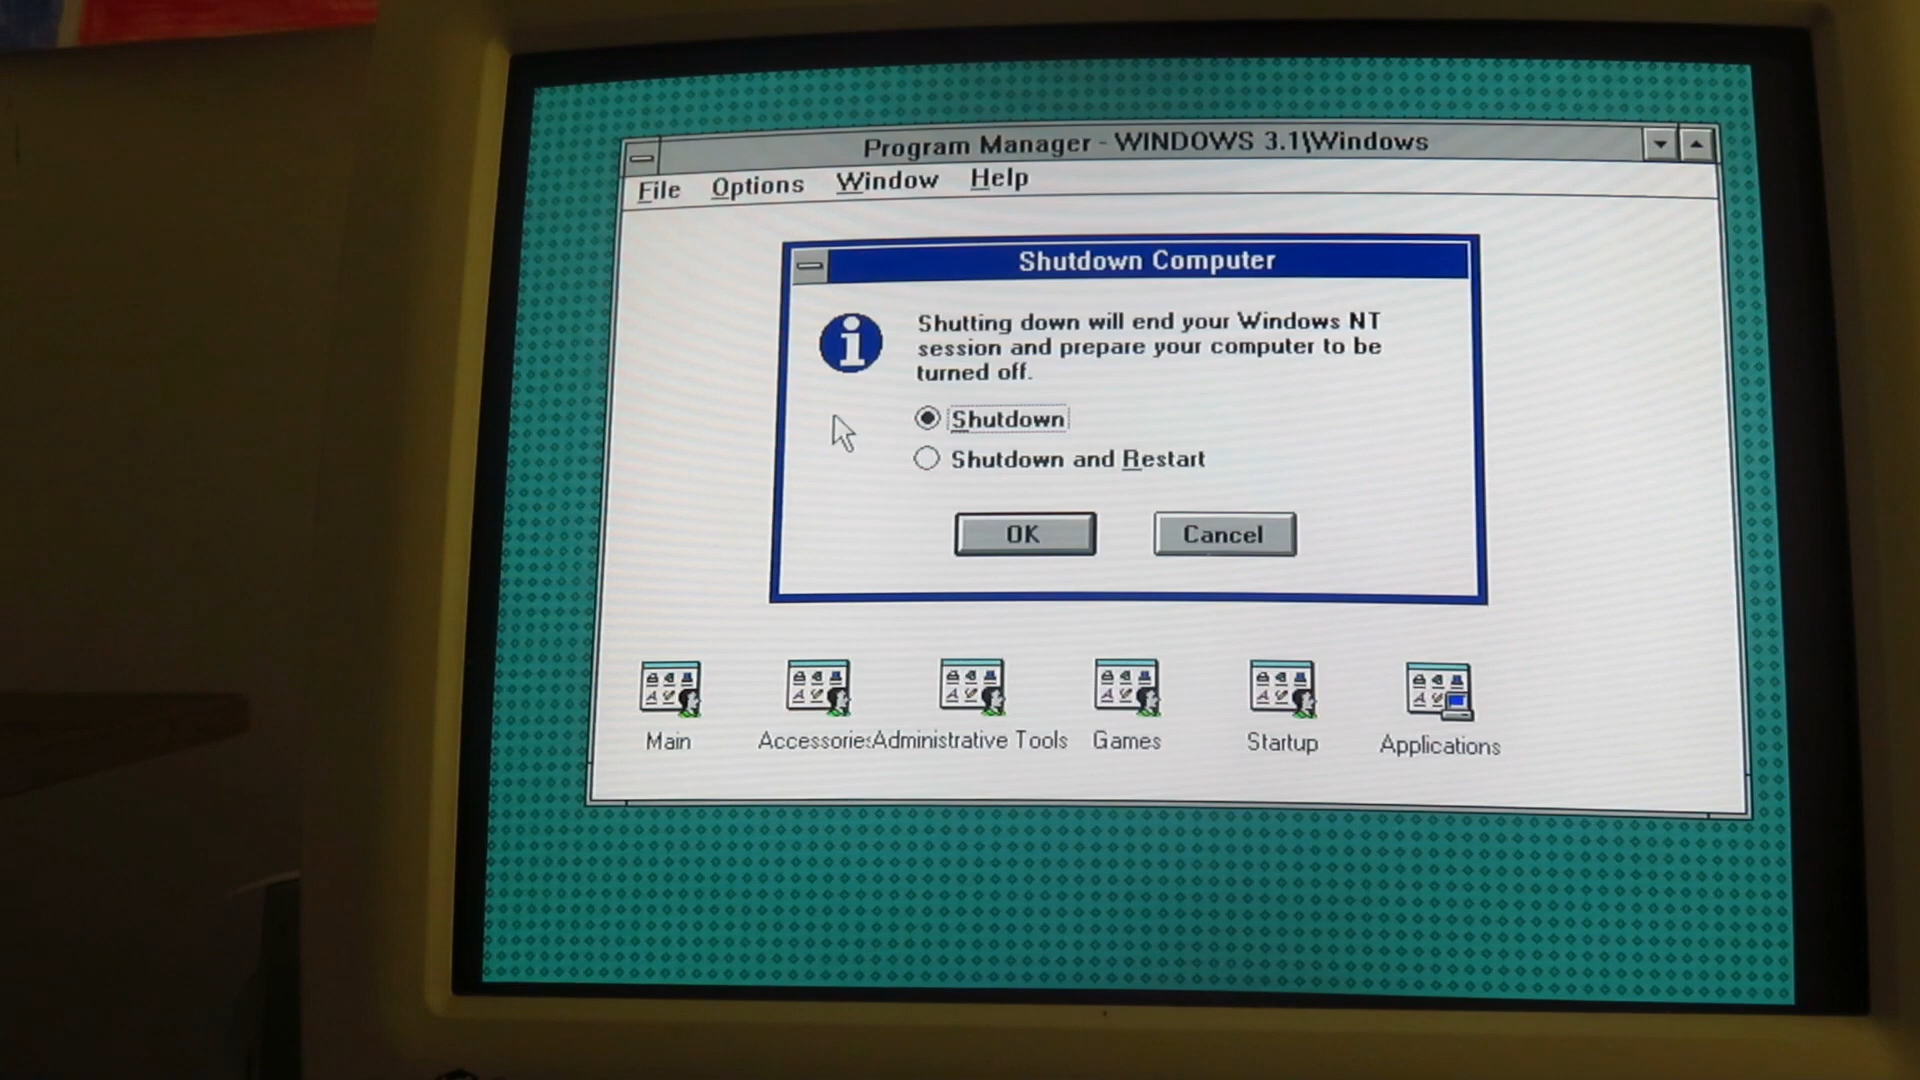 Program Manager - WINDOWS 3.1\Windows
File Options Window Help
Shutdown Computer
Shutting down will end your Windows NT
session and prepare your computer to be
turned off.
Shutdown
Shutdown and Restart
OK Cancel
Main Accessories Administrative Tools Games Startup Applications